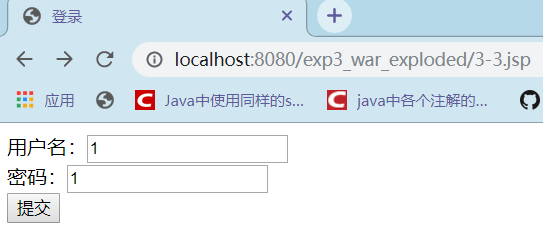 登录
localhost:8080/exp3_war_exploded/3-3.jsp
应用 Java中使用同样的s... java中各个注解的...
用户名：1
密码：1
提交